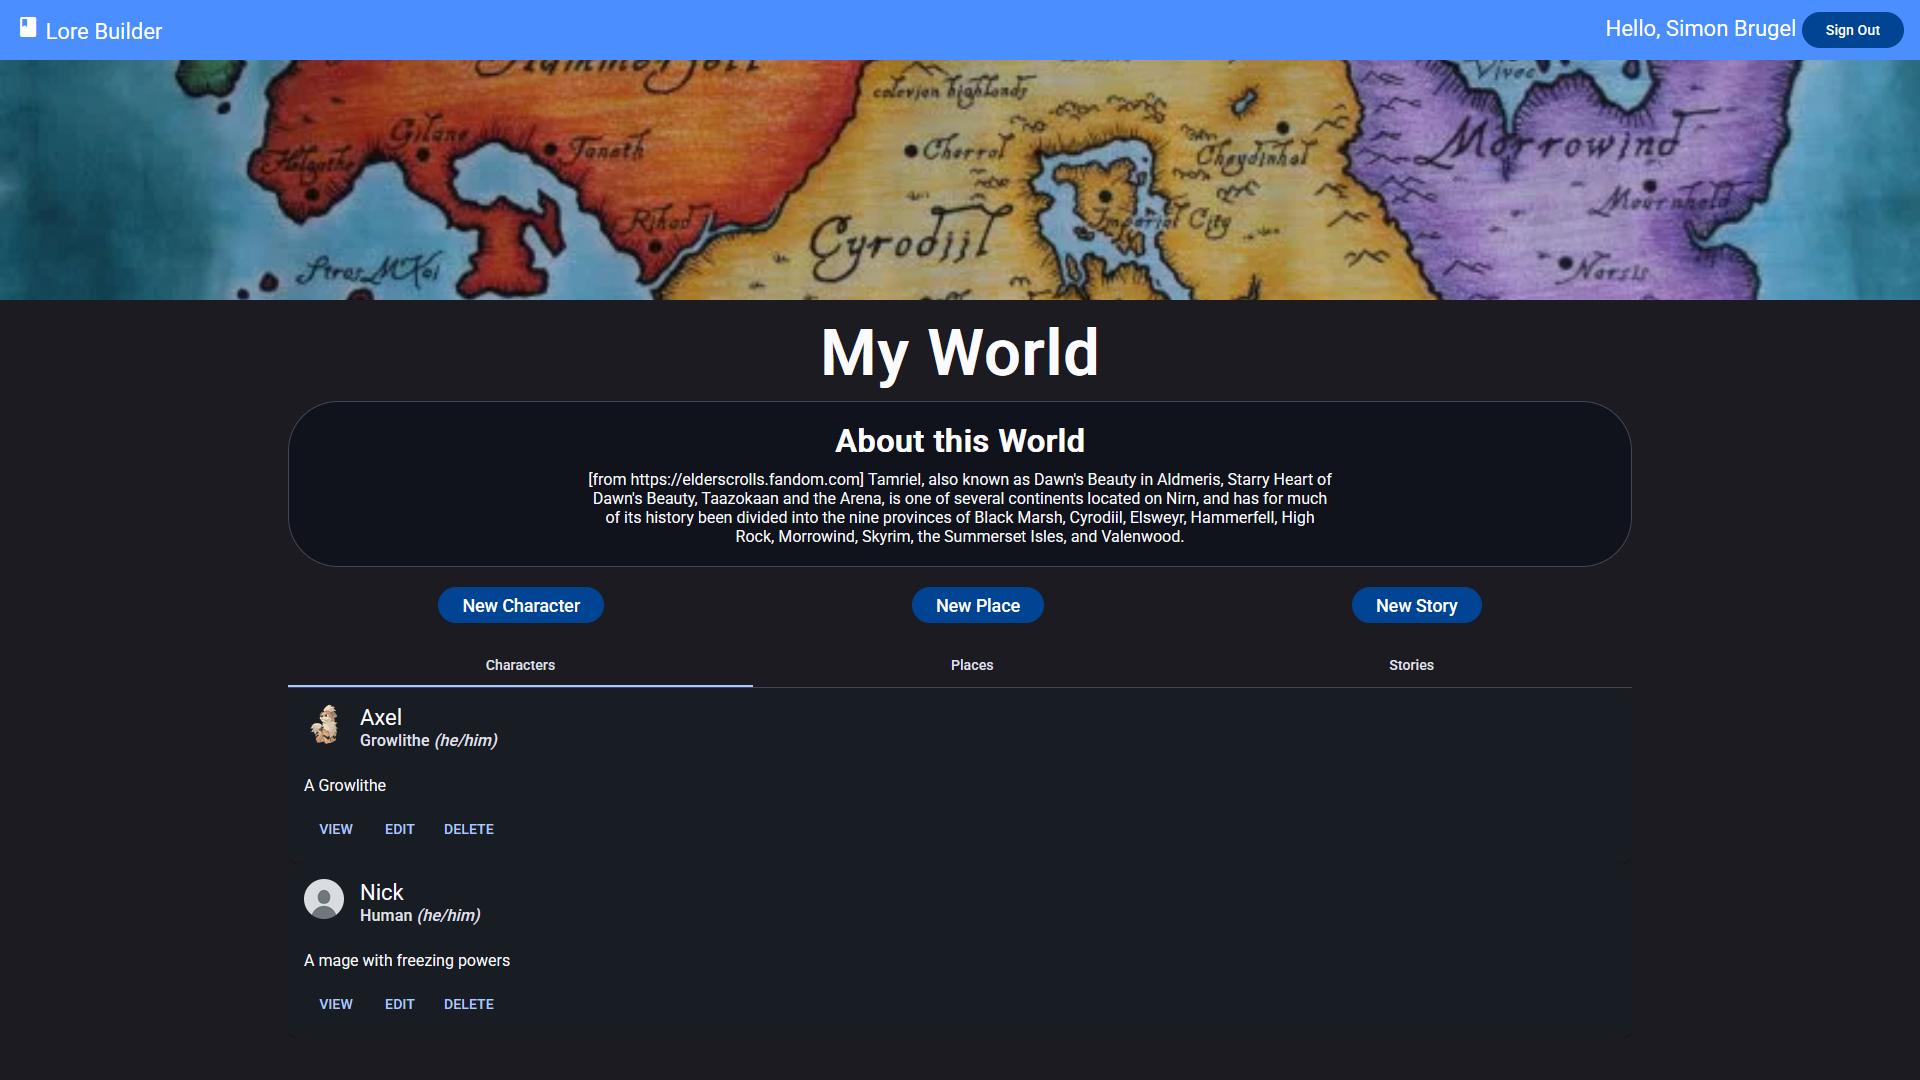 Lore Builder
Hello, Simon Brugel
Sign Out
Vivec
colovian highlands
Gilane
Taneth
Chorrol
Cheydinhal
Morrowind
Mournhold
Rihad
Imperial City
Cyrodiil
Narsis
My World
About this World
[from https://elderscrolls.fandom.com] Tamriel, also known as Dawn's Beauty in Aldmeris, Starry Heart of
Dawn's Beauty, Taazokaan and the Arena, is one of several continents located on Nirn, and has for much
of its history been divided into the nine provinces of Black Marsh, Cyrodiil, Elsweyr, Hammerfell, High
Rock, Morrowind, Skyrim, the Summerset Isles, and Valenwood.
New Character
New Place
New Story
Characters
Places
Stories
Axel
Growlithe (he/him)
A Growlithe
VIEW EDIT DELETE
Nick
Human (he/him)
A mage with freezing powers
VIEW EDIT DELETE